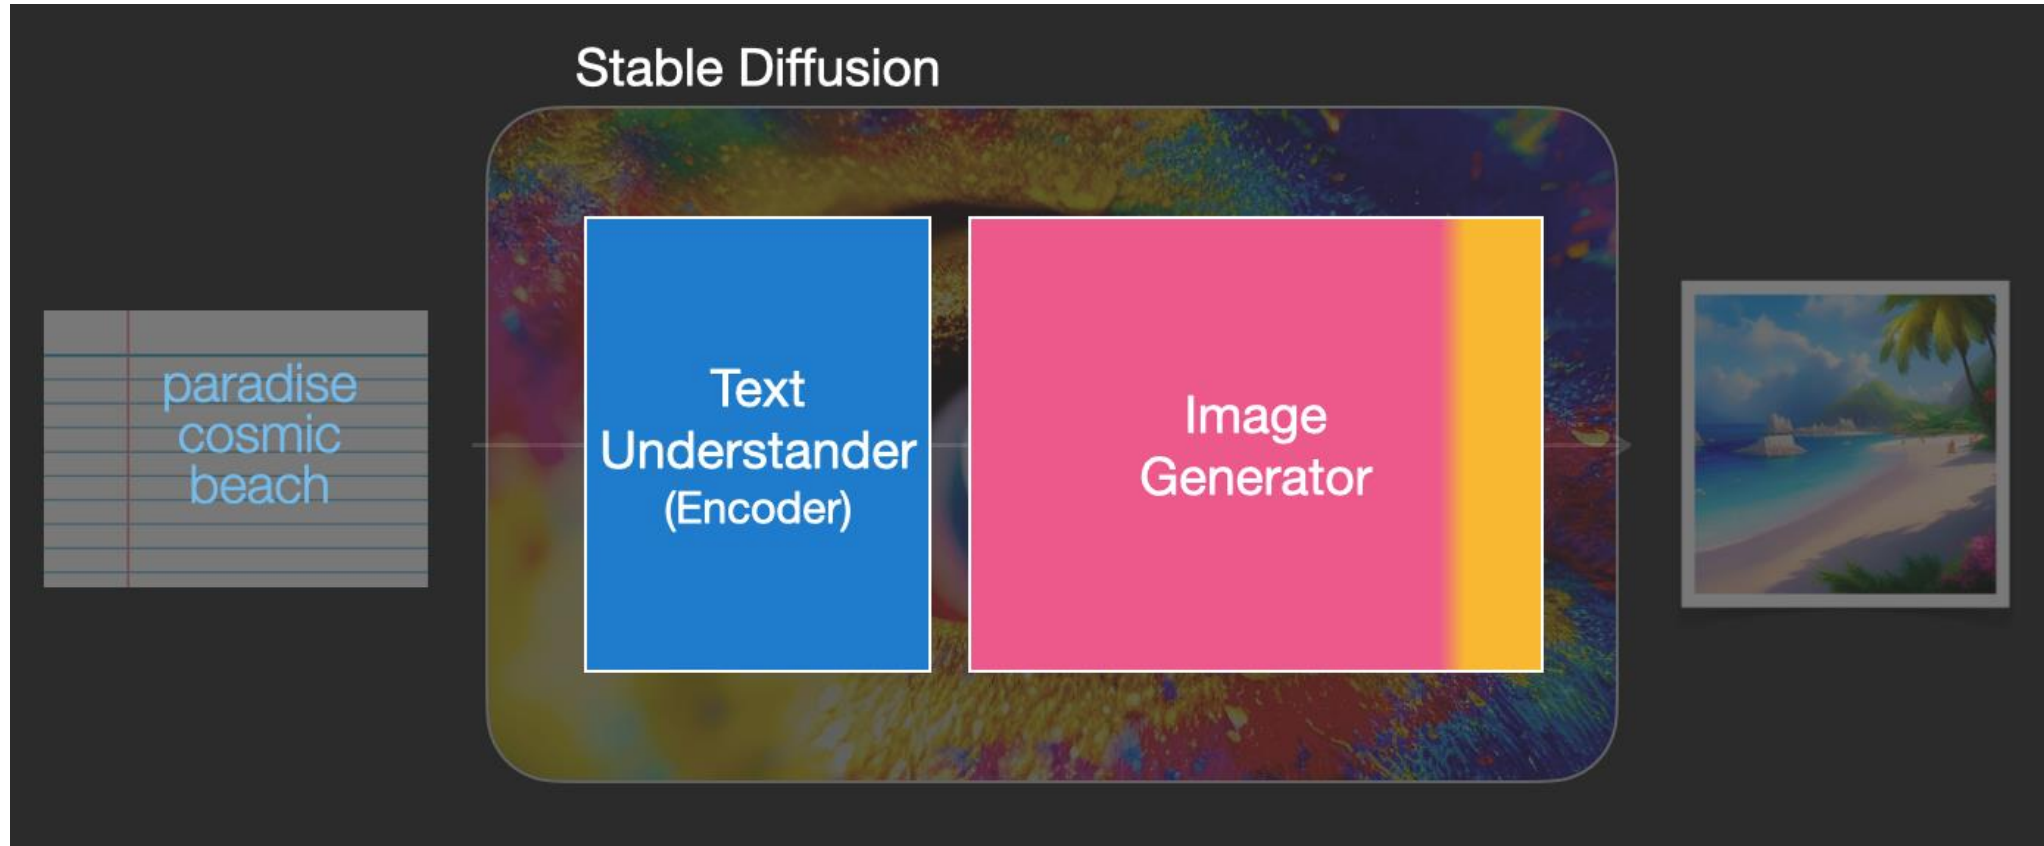 Stable Diffusion
paradise
cosmic
beach
Text
Understander
(Encoder)
Image
Generator